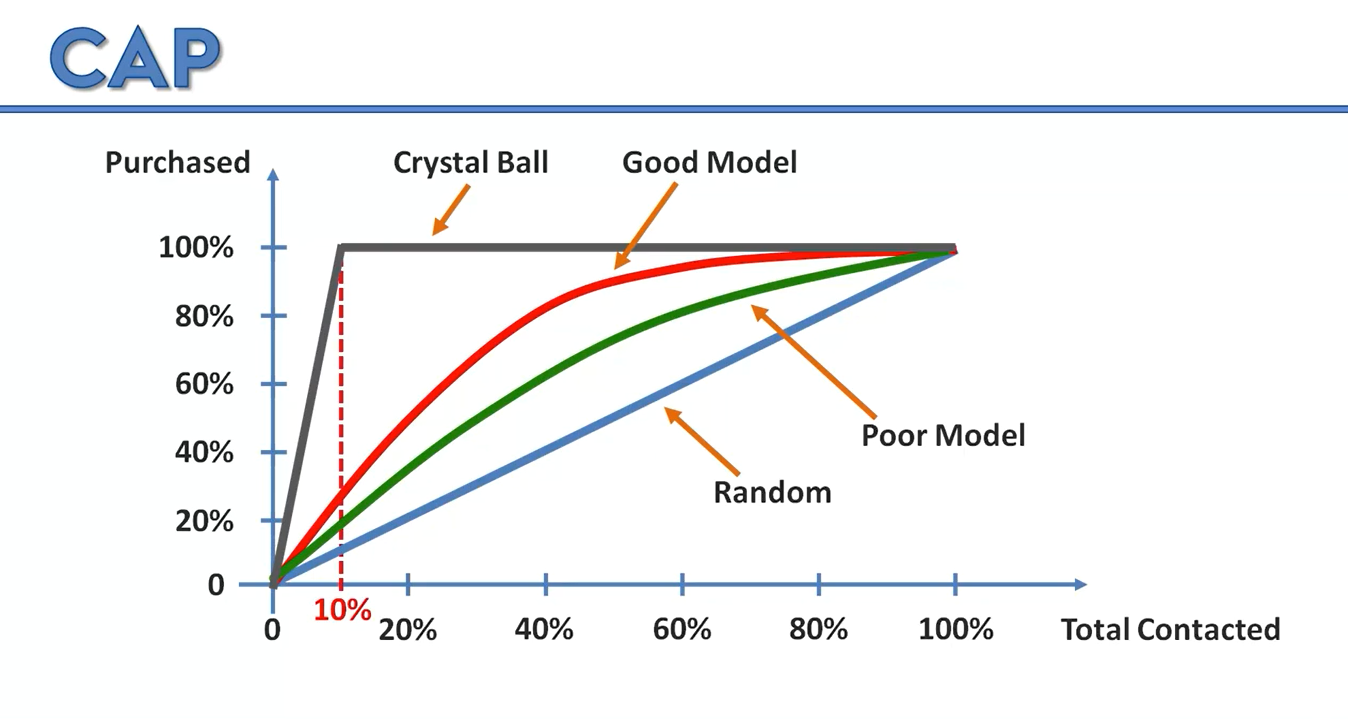 CAP
Purchased
Crystal Ball
Good Model
100%
80%
60%
40%
20%
0
Poor Model
Random
10%
0
20%
40%
60%
80%
100%
Total Contacted